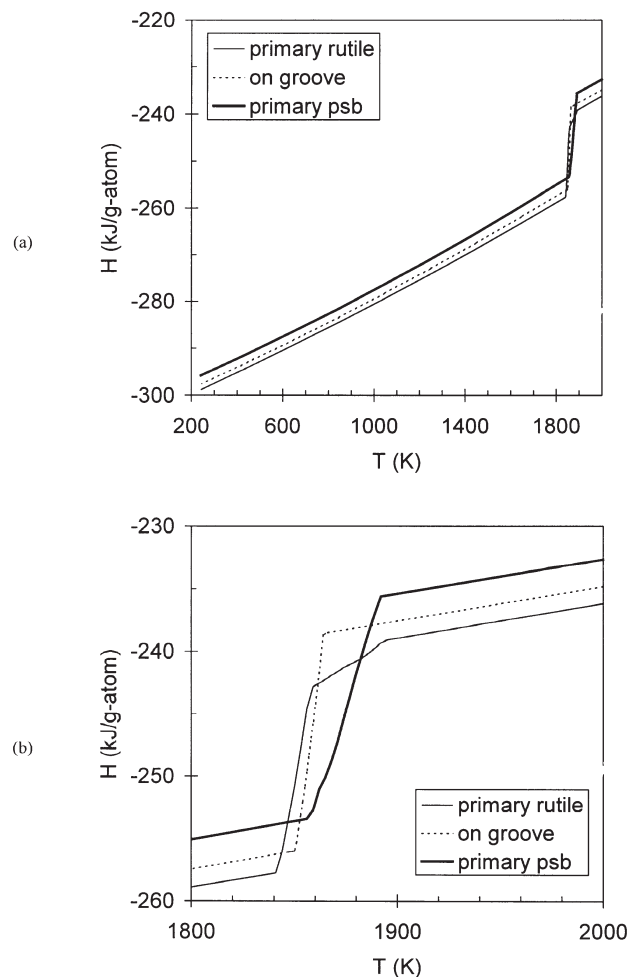 (a)
H (kJ/g-atom)
-220
-240
-260
-280
-300
primary rutile
on groove
primary psb
200 600 1000 1400 1800
T (K)
(b)
H (kJ/g-atom)
-230
-240
-250
-260
primary rutile
on groove
primary psb
1800 1900 2000
T (K)